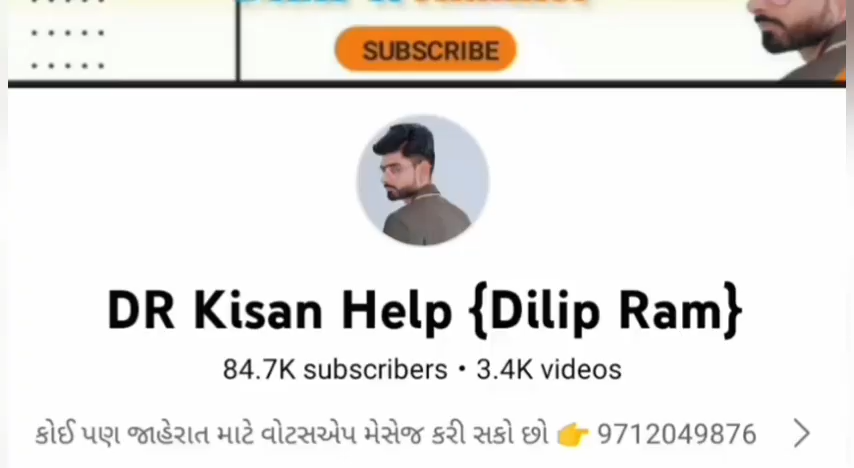 SUBSCRIBE
DR Kisan Help {Dilip Ram}
84.7K subscribers • 3.4K videos
કોઈ પણ જાહેરાત માટે વોટસએપ મેસેજ કરી સકો છો 👉 9712049876